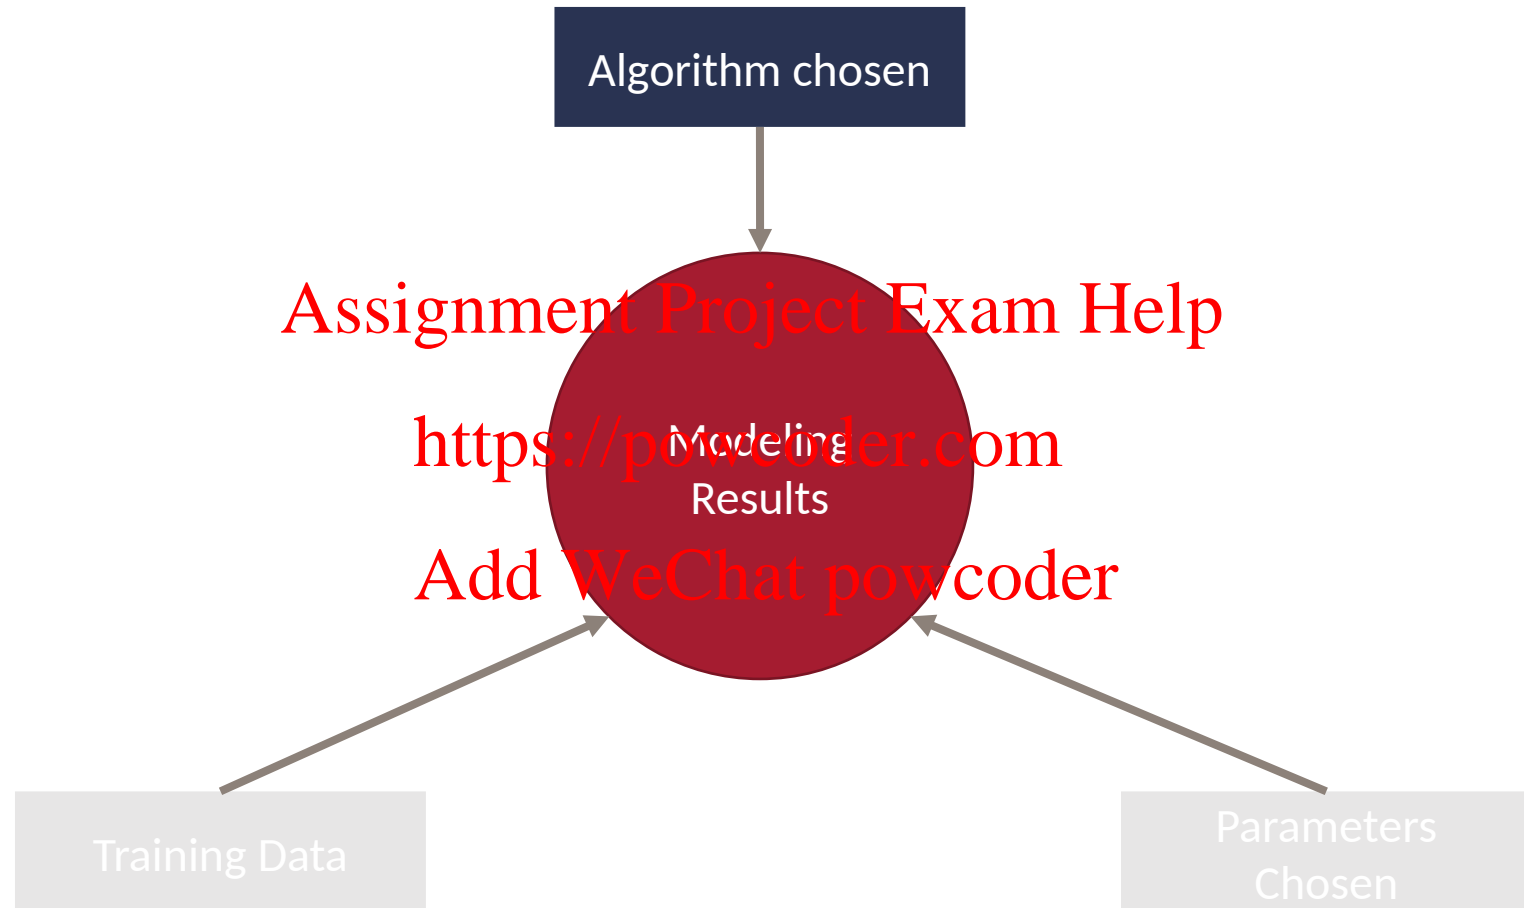 Algorithm chosen
Assignment Project Exam Help
https://powcoder.com
Modeling
Results
Add WeChat powcoder
Training Data
Parameters
Chosen